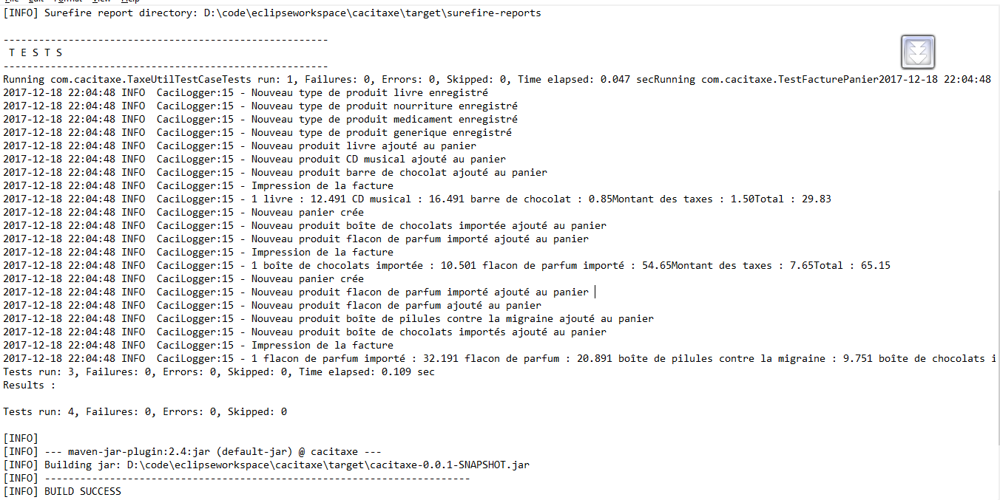 [INFO] Surefire report directory: D:\code\eclipseworkspace\cacitaxe\target\surefire-reports

-------------------------------------------------------
 T E S T S
-------------------------------------------------------
Running com.cacitaxe.TaxeUtilTestCaseTests run: 1, Failures: 0, Errors: 0, Skipped: 0, Time elapsed: 0.047 secRunning com.cacitaxe.TestFacturePanier2017-12-18 22:04:48
2017-12-18 22:04:48 INFO  CaciLogger:15 - Nouveau type de produit livre enregistré
2017-12-18 22:04:48 INFO  CaciLogger:15 - Nouveau type de produit nourriture enregistré
2017-12-18 22:04:48 INFO  CaciLogger:15 - Nouveau type de produit medicament enregistré
2017-12-18 22:04:48 INFO  CaciLogger:15 - Nouveau type de produit generique enregistré
2017-12-18 22:04:48 INFO  CaciLogger:15 - Nouveau produit livre ajouté au panier
2017-12-18 22:04:48 INFO  CaciLogger:15 - Nouveau produit CD musical ajouté au panier
2017-12-18 22:04:48 INFO  CaciLogger:15 - Nouveau produit barre de chocolat ajouté au panier
2017-12-18 22:04:48 INFO  CaciLogger:15 - Impression de la facture
2017-12-18 22:04:48 INFO  CaciLogger:15 - 1 livre : 12.491 CD musical : 16.491 barre de chocolat : 0.85Montant des taxes : 1.50Total : 29.83
2017-12-18 22:04:48 INFO  CaciLogger:15 - Nouveau panier crée
2017-12-18 22:04:48 INFO  CaciLogger:15 - Nouveau produit boîte de chocolats importée ajouté au panier
2017-12-18 22:04:48 INFO  CaciLogger:15 - Nouveau produit flacon de parfum importé ajouté au panier
2017-12-18 22:04:48 INFO  CaciLogger:15 - Impression de la facture
2017-12-18 22:04:48 INFO  CaciLogger:15 - 1 boîte de chocolats importée : 10.501 flacon de parfum importé : 54.65Montant des taxes : 7.65Total : 65.15
2017-12-18 22:04:48 INFO  CaciLogger:15 - Nouveau panier crée
2017-12-18 22:04:48 INFO  CaciLogger:15 - Nouveau produit flacon de parfum importé ajouté au panier
2017-12-18 22:04:48 INFO  CaciLogger:15 - Nouveau produit flacon de parfum ajouté au panier
2017-12-18 22:04:48 INFO  CaciLogger:15 - Nouveau produit boîte de pilules contre la migraine ajouté au panier
2017-12-18 22:04:48 INFO  CaciLogger:15 - Nouveau produit boîte de chocolats importés ajouté au panier
2017-12-18 22:04:48 INFO  CaciLogger:15 - Impression de la facture
2017-12-18 22:04:48 INFO  CaciLogger:15 - 1 flacon de parfum importé : 32.191 flacon de parfum : 20.891 boîte de pilules contre la migraine : 9.751 boîte de chocolats i
Tests run: 3, Failures: 0, Errors: 0, Skipped: 0, Time elapsed: 0.109 sec
Results :

Tests run: 4, Failures: 0, Errors: 0, Skipped: 0

[INFO]
[INFO] --- maven-jar-plugin:2.4:jar (default-jar) @ cacitaxe ---
[INFO] Building jar: D:\code\eclipseworkspace\cacitaxe\target\cacitaxe-0.0.1-SNAPSHOT.jar
[INFO] ------------------------------------------------------------------------
[INFO] BUILD SUCCESS